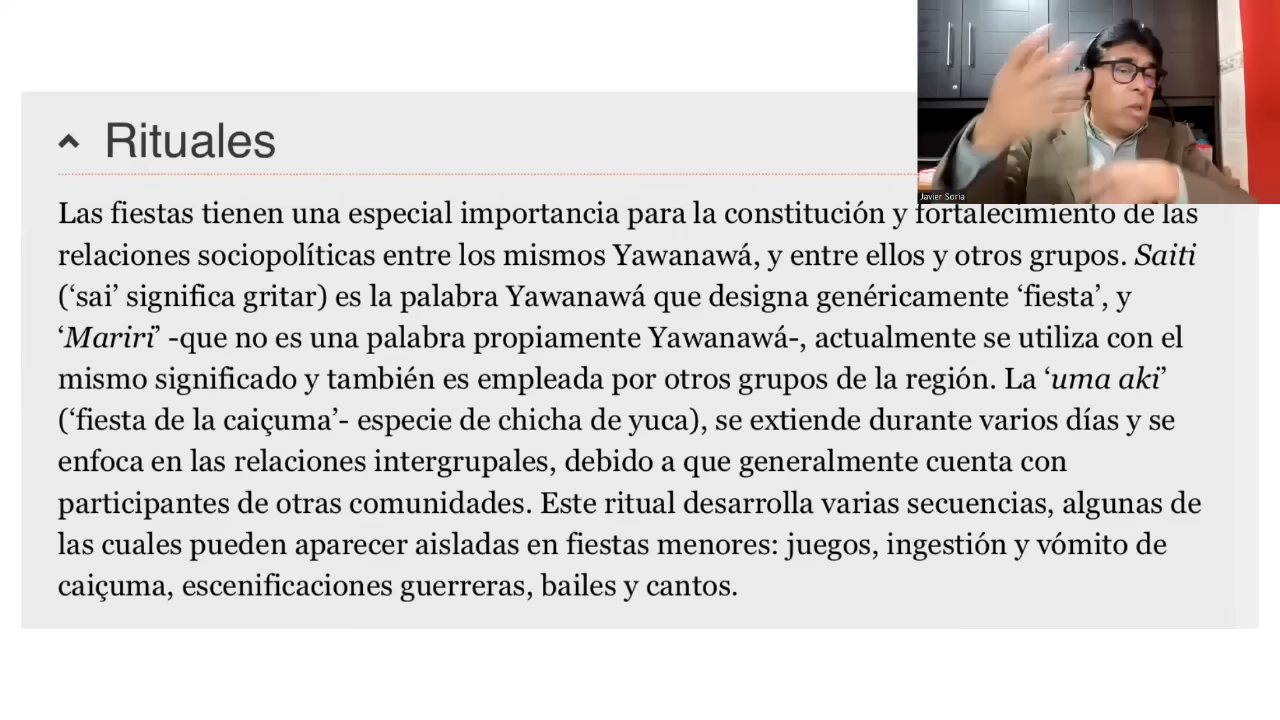 Rituales
Javier Soria
Las fiestas tienen una especial importancia para la constitución y fortalecimiento de las
relaciones sociopolíticas entre los mismos Yawanawá, y entre ellos y otros grupos. Saiti
(‘sai’ significa gritar) es la palabra Yawanawá que designa genéricamente ‘fiesta’, y
‘Mariri’ -que no es una palabra propiamente Yawanawá-, actualmente se utiliza con el
mismo significado y también es empleada por otros grupos de la región. La ‘uma aki’
(‘fiesta de la caiçuma’- especie de chicha de yuca), se extiende durante varios días y se
enfoca en las relaciones intergrupales, debido a que generalmente cuenta con
participantes de otras comunidades. Este ritual desarrolla varias secuencias, algunas de
las cuales pueden aparecer aisladas en fiestas menores: juegos, ingestión y vómito de
caiçuma, escenificaciones guerreras, bailes y cantos.